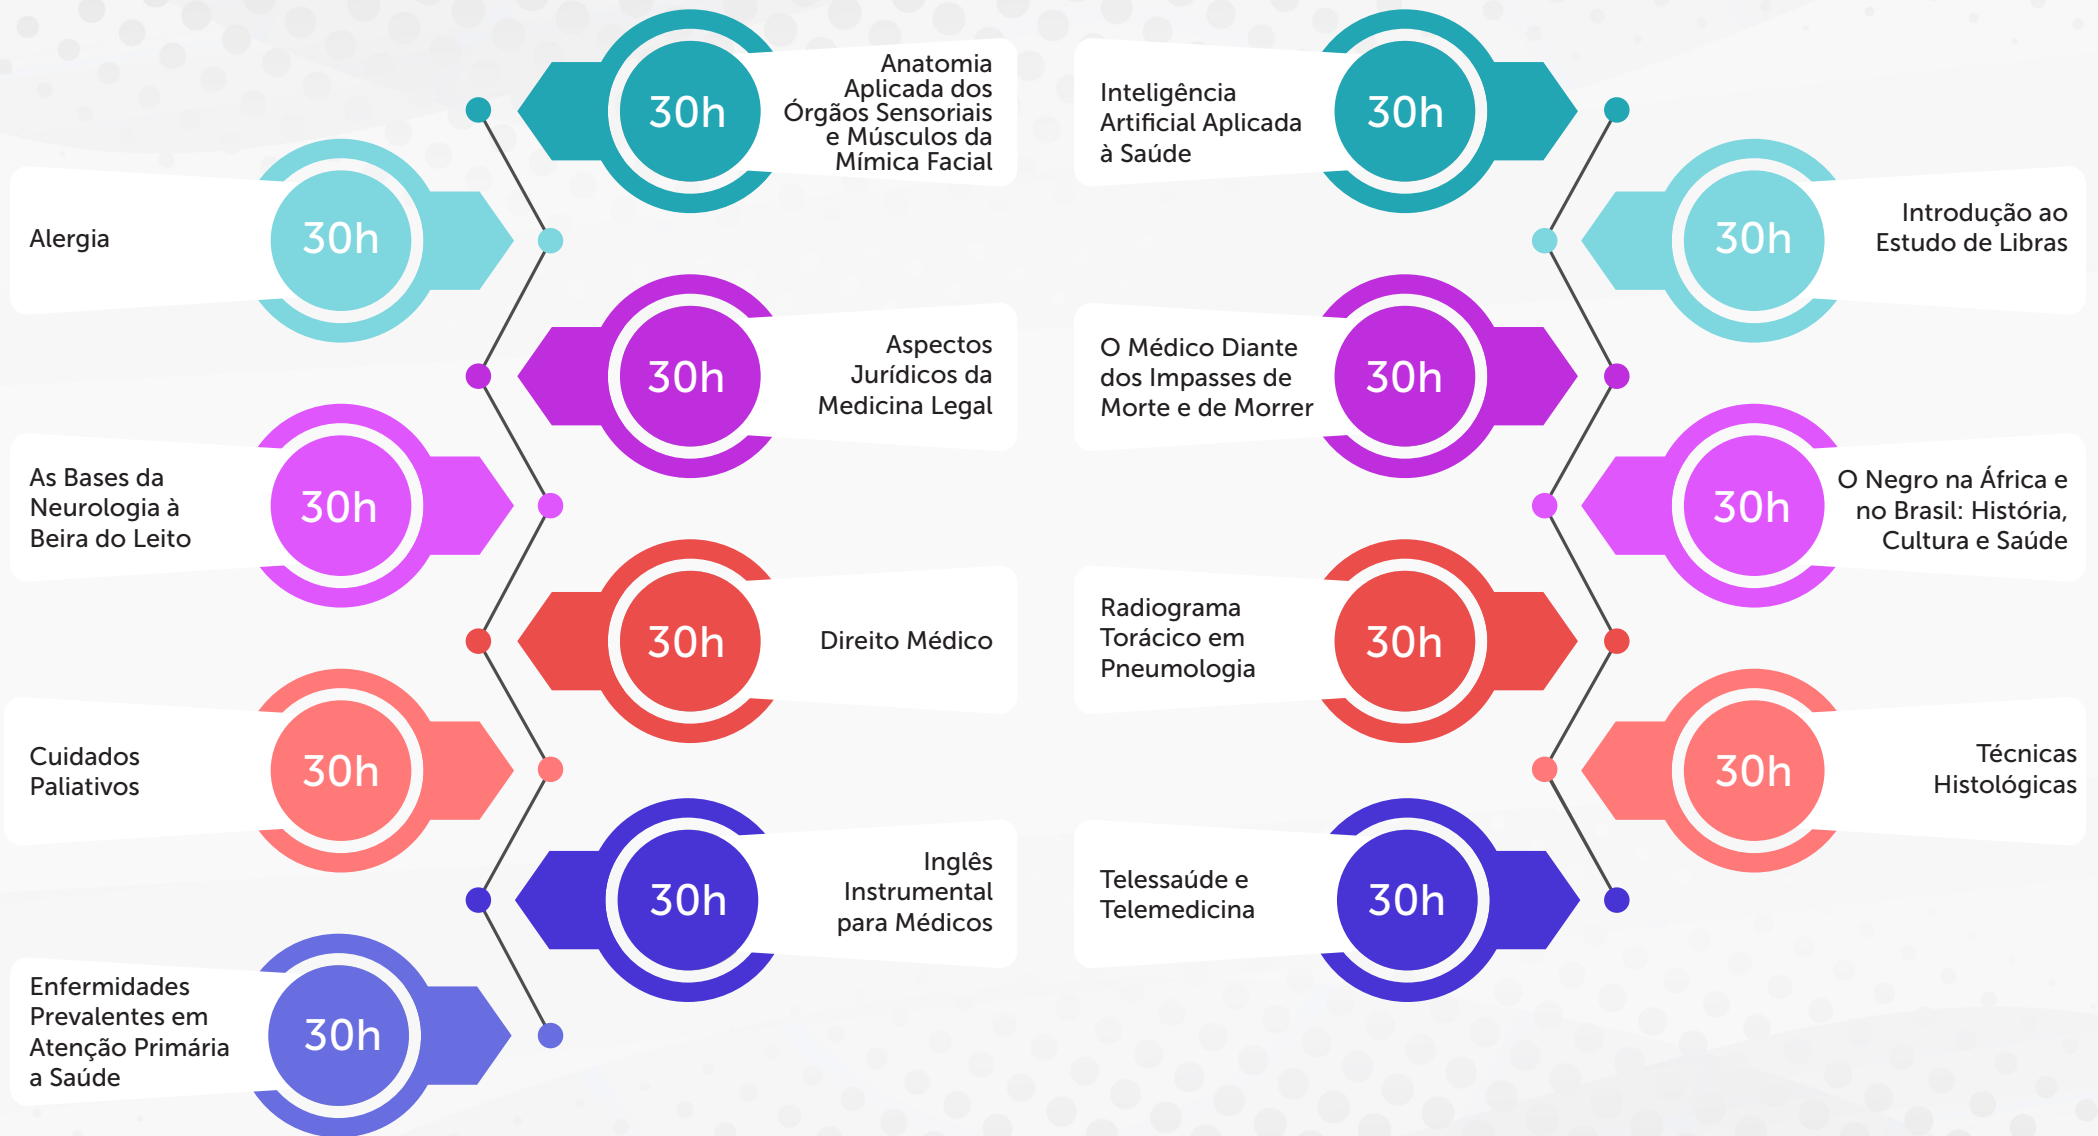 Anatomia
Aplicada dos
Órgãos Sensoriais
e Músculos da
Mímica Facial
30h
Alergia
30h
Aspectos
Jurídicos da
Medicina Legal
30h
As Bases da
Neurologia à
Beira do Leito
30h
Direito Médico
30h
Cuidados
Paliativos
30h
Inglês
Instrumental
para Médicos
30h
Enfermidades
Prevalentes em
Atenção Primária
a Saúde
30h
Inteligência
Artificial Aplicada
à Saúde
30h
Introdução ao
Estudo de Libras
30h
O Médico Diante
dos Impasses de
Morte e de Morrer
30h
O Negro na África e
no Brasil: História,
Cultura e Saúde
30h
Radiograma
Torácico em
Pneumologia
30h
Técnicas
Histológicas
30h
Telessaúde e
Telemedicina
30h